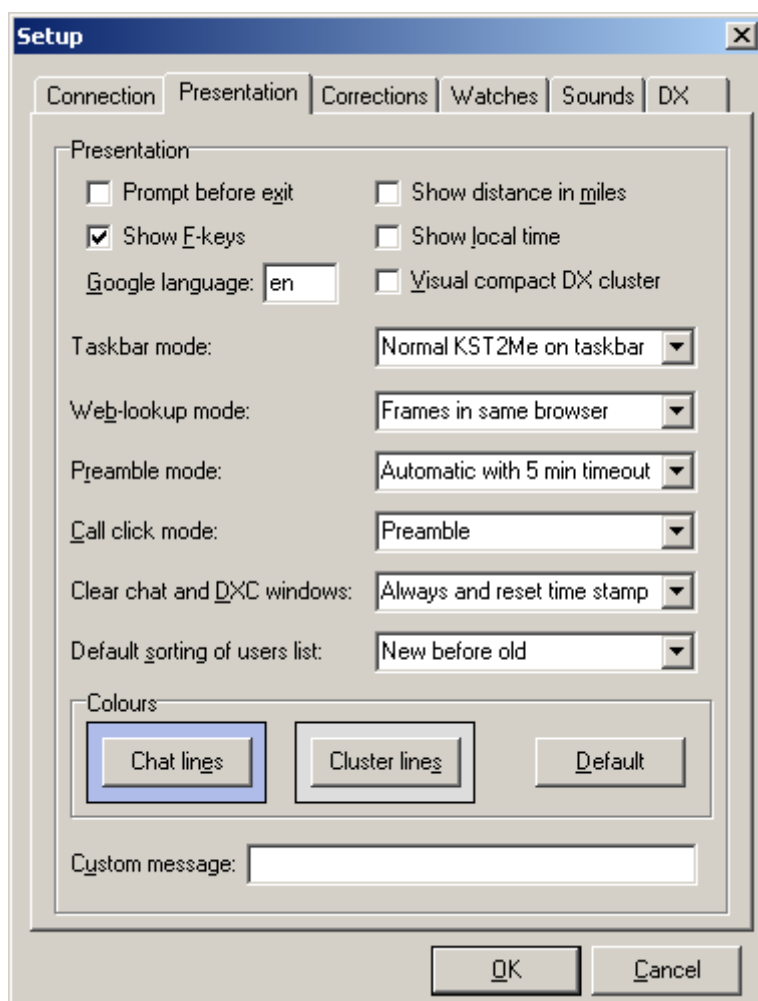 Setup
Connection Presentation Corrections Watches Sounds DX
Presentation
Prompt before exit Show distance in miles
Show F-keys Show local time
Google language: en Visual compact DX cluster
Taskbar mode: Normal KST2Me on taskbar
Web-lookup mode: Frames in same browser
Preamble mode: Automatic with 5 min timeout
Call click mode: Preamble
Clear chat and DXC windows: Always and reset time stamp
Default sorting of users list: New before old
Colours
Chat lines Cluster lines Default
Custom message:
OK Cancel